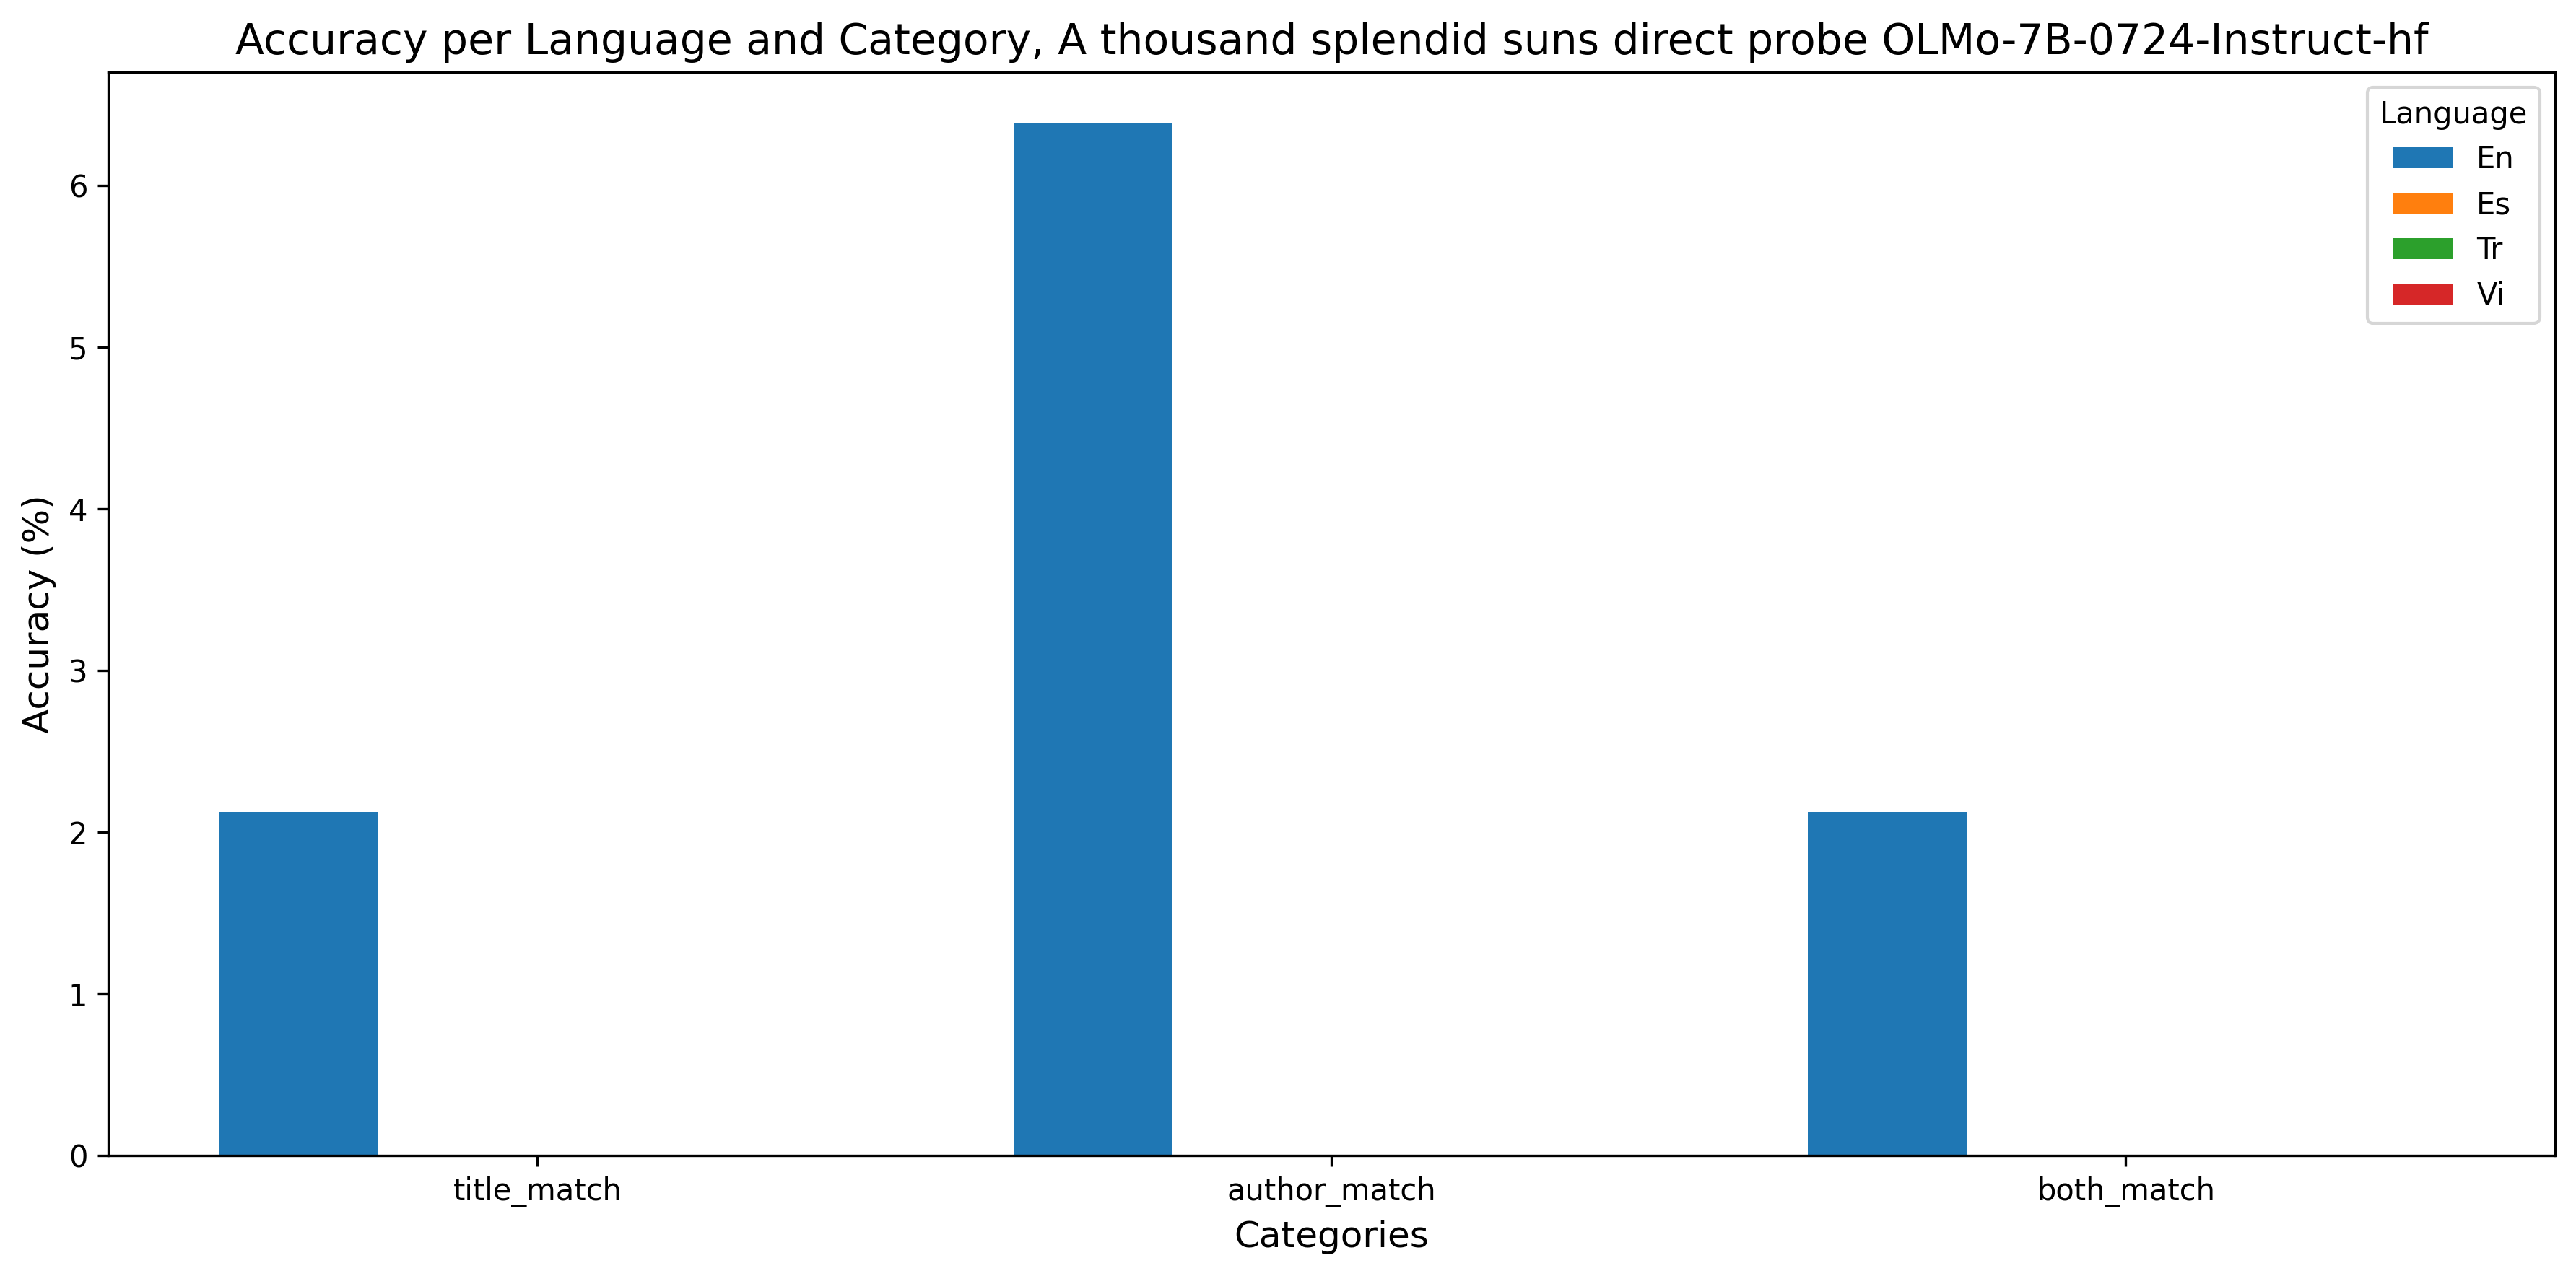 Accuracy per Language and Category, A thousand splendid suns direct probe OLMo-7B-0724-Instruct-hf
Language
En
Es
Tr
Vi
Accuracy (%)
6
5
4
3
2
1
0
title_match
author_match
both_match
Categories